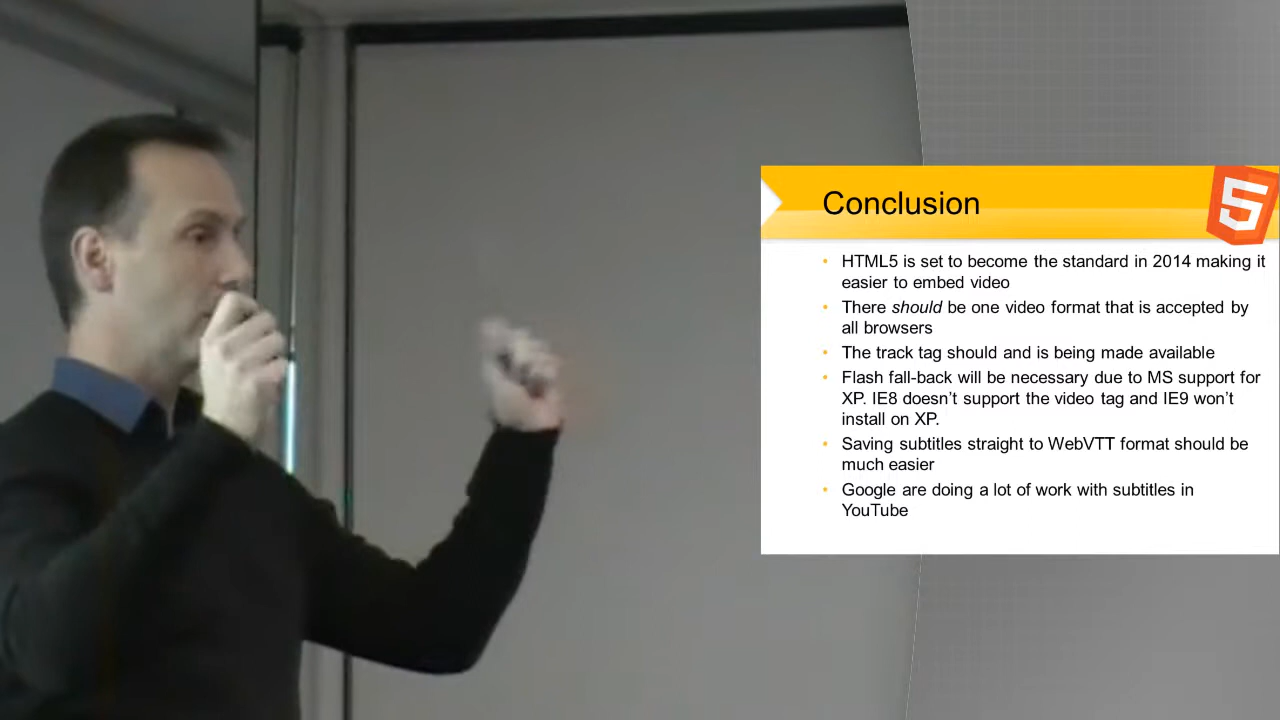 Conclusion
• HTML5 is set to become the standard in 2014 making it
easier to embed video
• There should be one video format that is accepted by
all browsers
• The track tag should and is being made available
• Flash fall-back will be necessary due to MS support for
XP. IE8 doesn’t support the video tag and IE9 won’t
install on XP.
• Saving subtitles straight to WebVTT format should be
much easier
• Google are doing a lot of work with subtitles in
YouTube